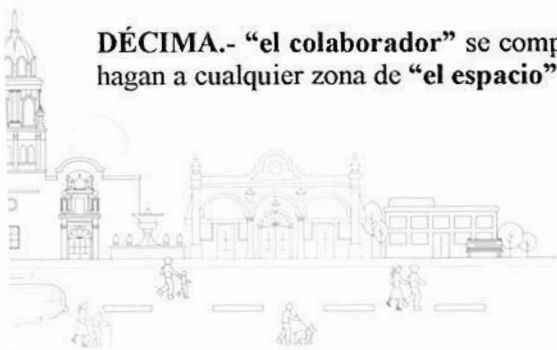 DÉCIMA.- “el colaborador” se comp
hagan a cualquier zona de “el espacio”